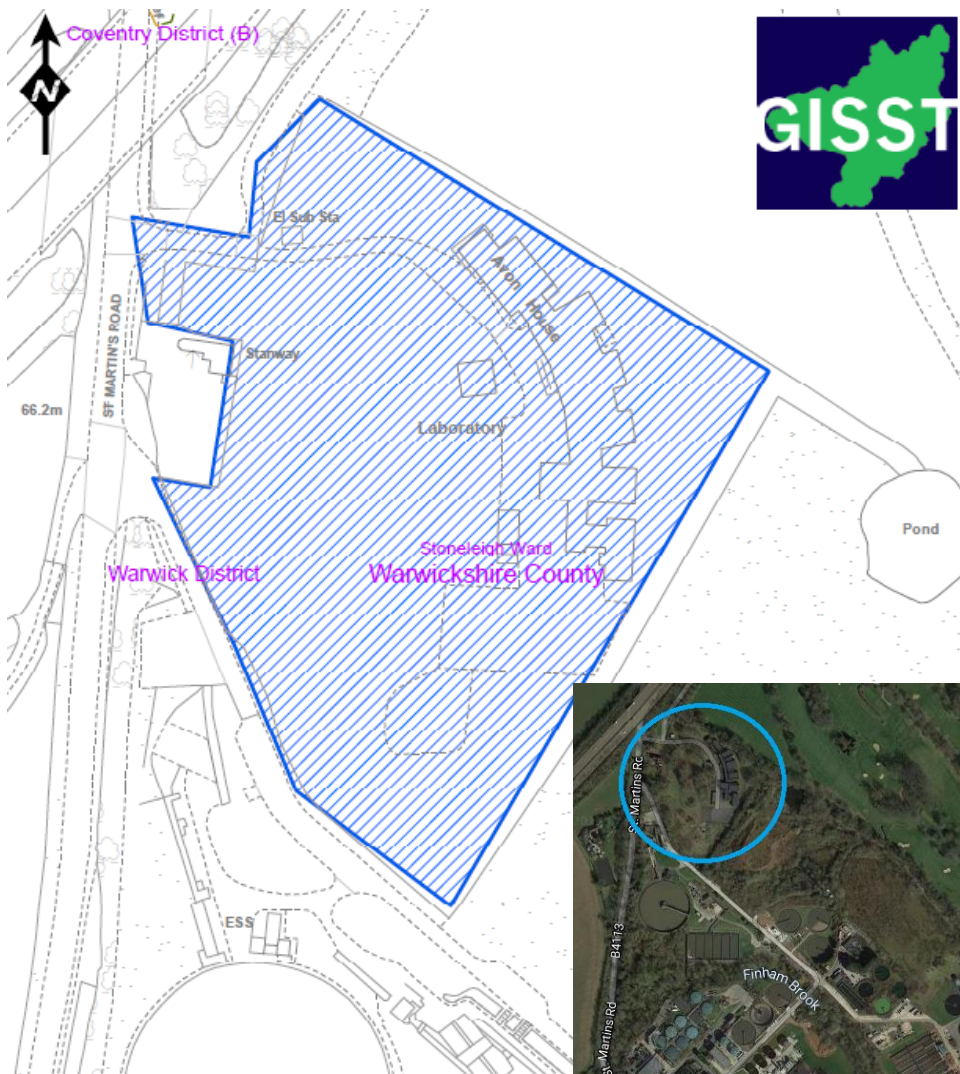 Coventry District (B)
N
GISST
El Sub Sta
Avon House
ST MARTIN'S ROAD
Stanway
66.2m
Laboratory
Pond
Stoneleigh Ward
Warwick District
Warwickshire County
ESS
St. Martins Rd
B4113
Finham Brook
St. Martins Rd